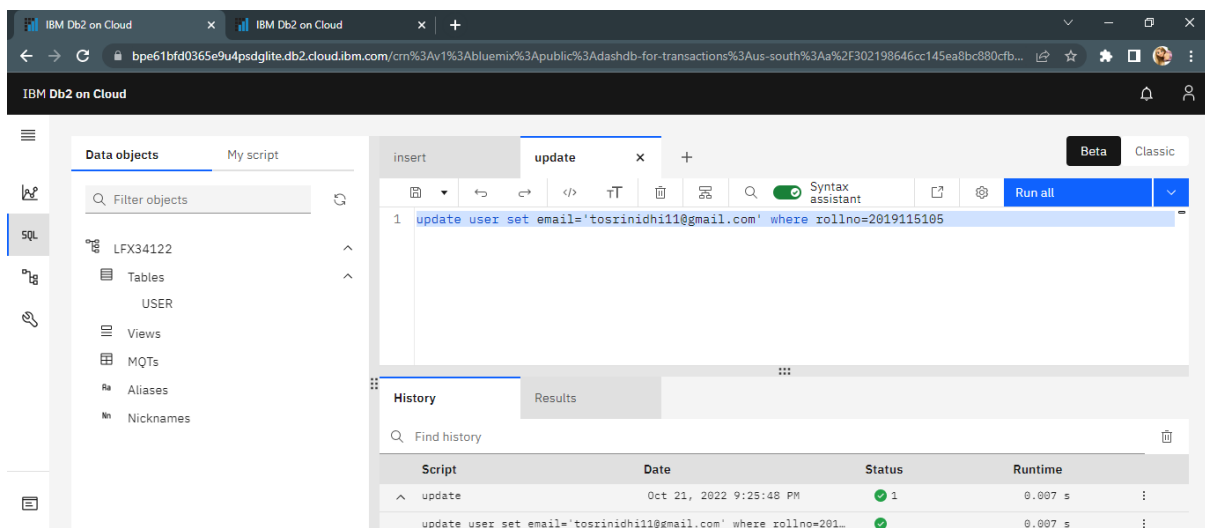 IBM Db2 on Cloud
IBM Db2 on Cloud
bpe61bfd0365e9u4psdglite.db2.cloud.ibm.com/crn%3Av1%3Abluemix%3Apublic%3Adashdb-for-transactions%3Aus-south%3Aa%2F302198646cc145ea8bc880cfb...
IBM Db2 on Cloud
Data objects My script
insert update Beta Classic
Filter objects
Syntax assistant Run all
1 update user set email='tosrinidhi11@gmail.com' where rollno=2019115105
SQL
LFX34122
Tables
USER
Views
MQTs
Aliases
Nicknames
History Results
Find history
Script Date Status Runtime
update Oct 21, 2022 9:25:48 PM 1 0.007 s
update user set email='tosrinidhi11@gmail.com' where rollno=201… 0.007 s